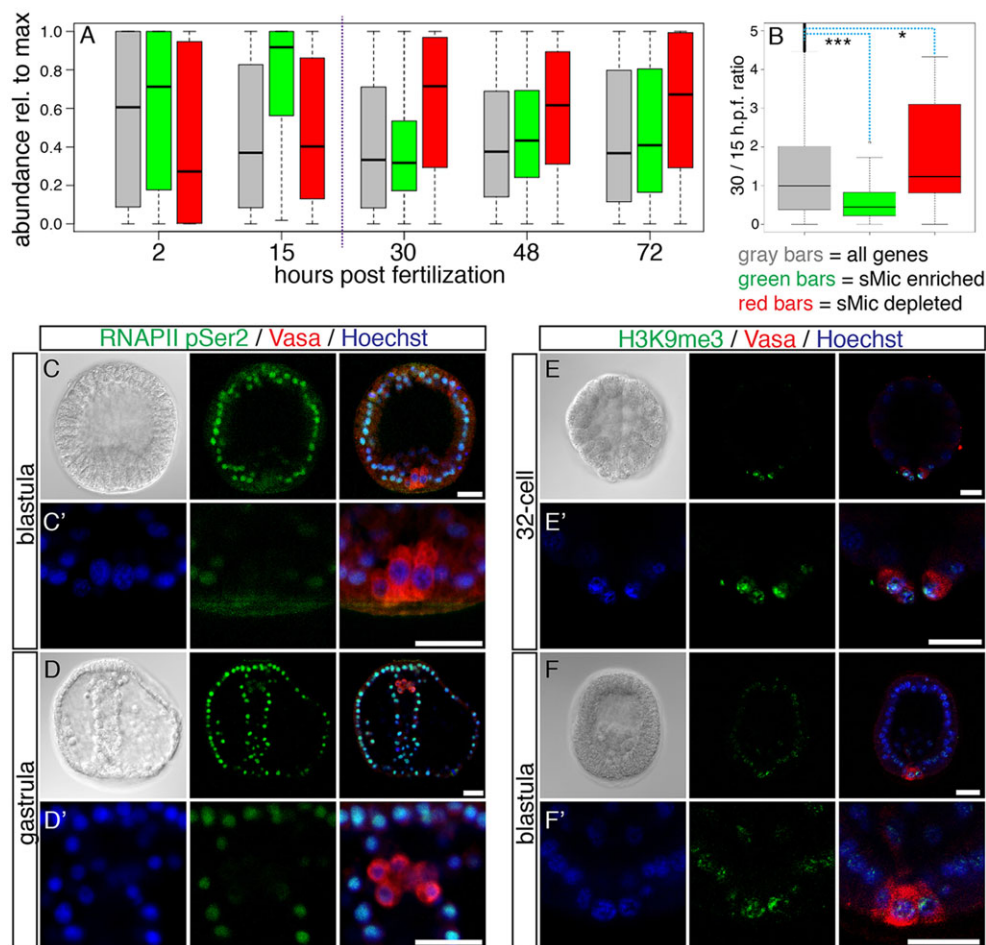 A
abundance rel. to max
1.0
0.8
0.6
0.4
0.2
0.0
2 15 30 48 72
hours post fertilization
B
30 / 15 h.p.f. ratio
5
4
3
2
1
0
***
*
gray bars = all genes
green bars = sMic enriched
red bars = sMic depleted
RNAPII pSer2 / Vasa / Hoechst
blastula
C
C'
gastrula
D
D'
H3K9me3 / Vasa / Hoechst
32-cell
E
E'
blastula
F
F'